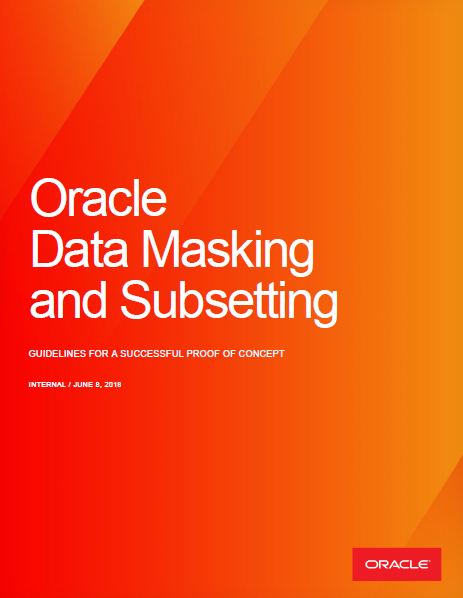 Oracle
Data Masking
and Subsetting
GUIDELINES FOR A SUCCESSFUL PROOF OF CONCEPT
INTERNAL / JUNE 8, 2018
ORACLE